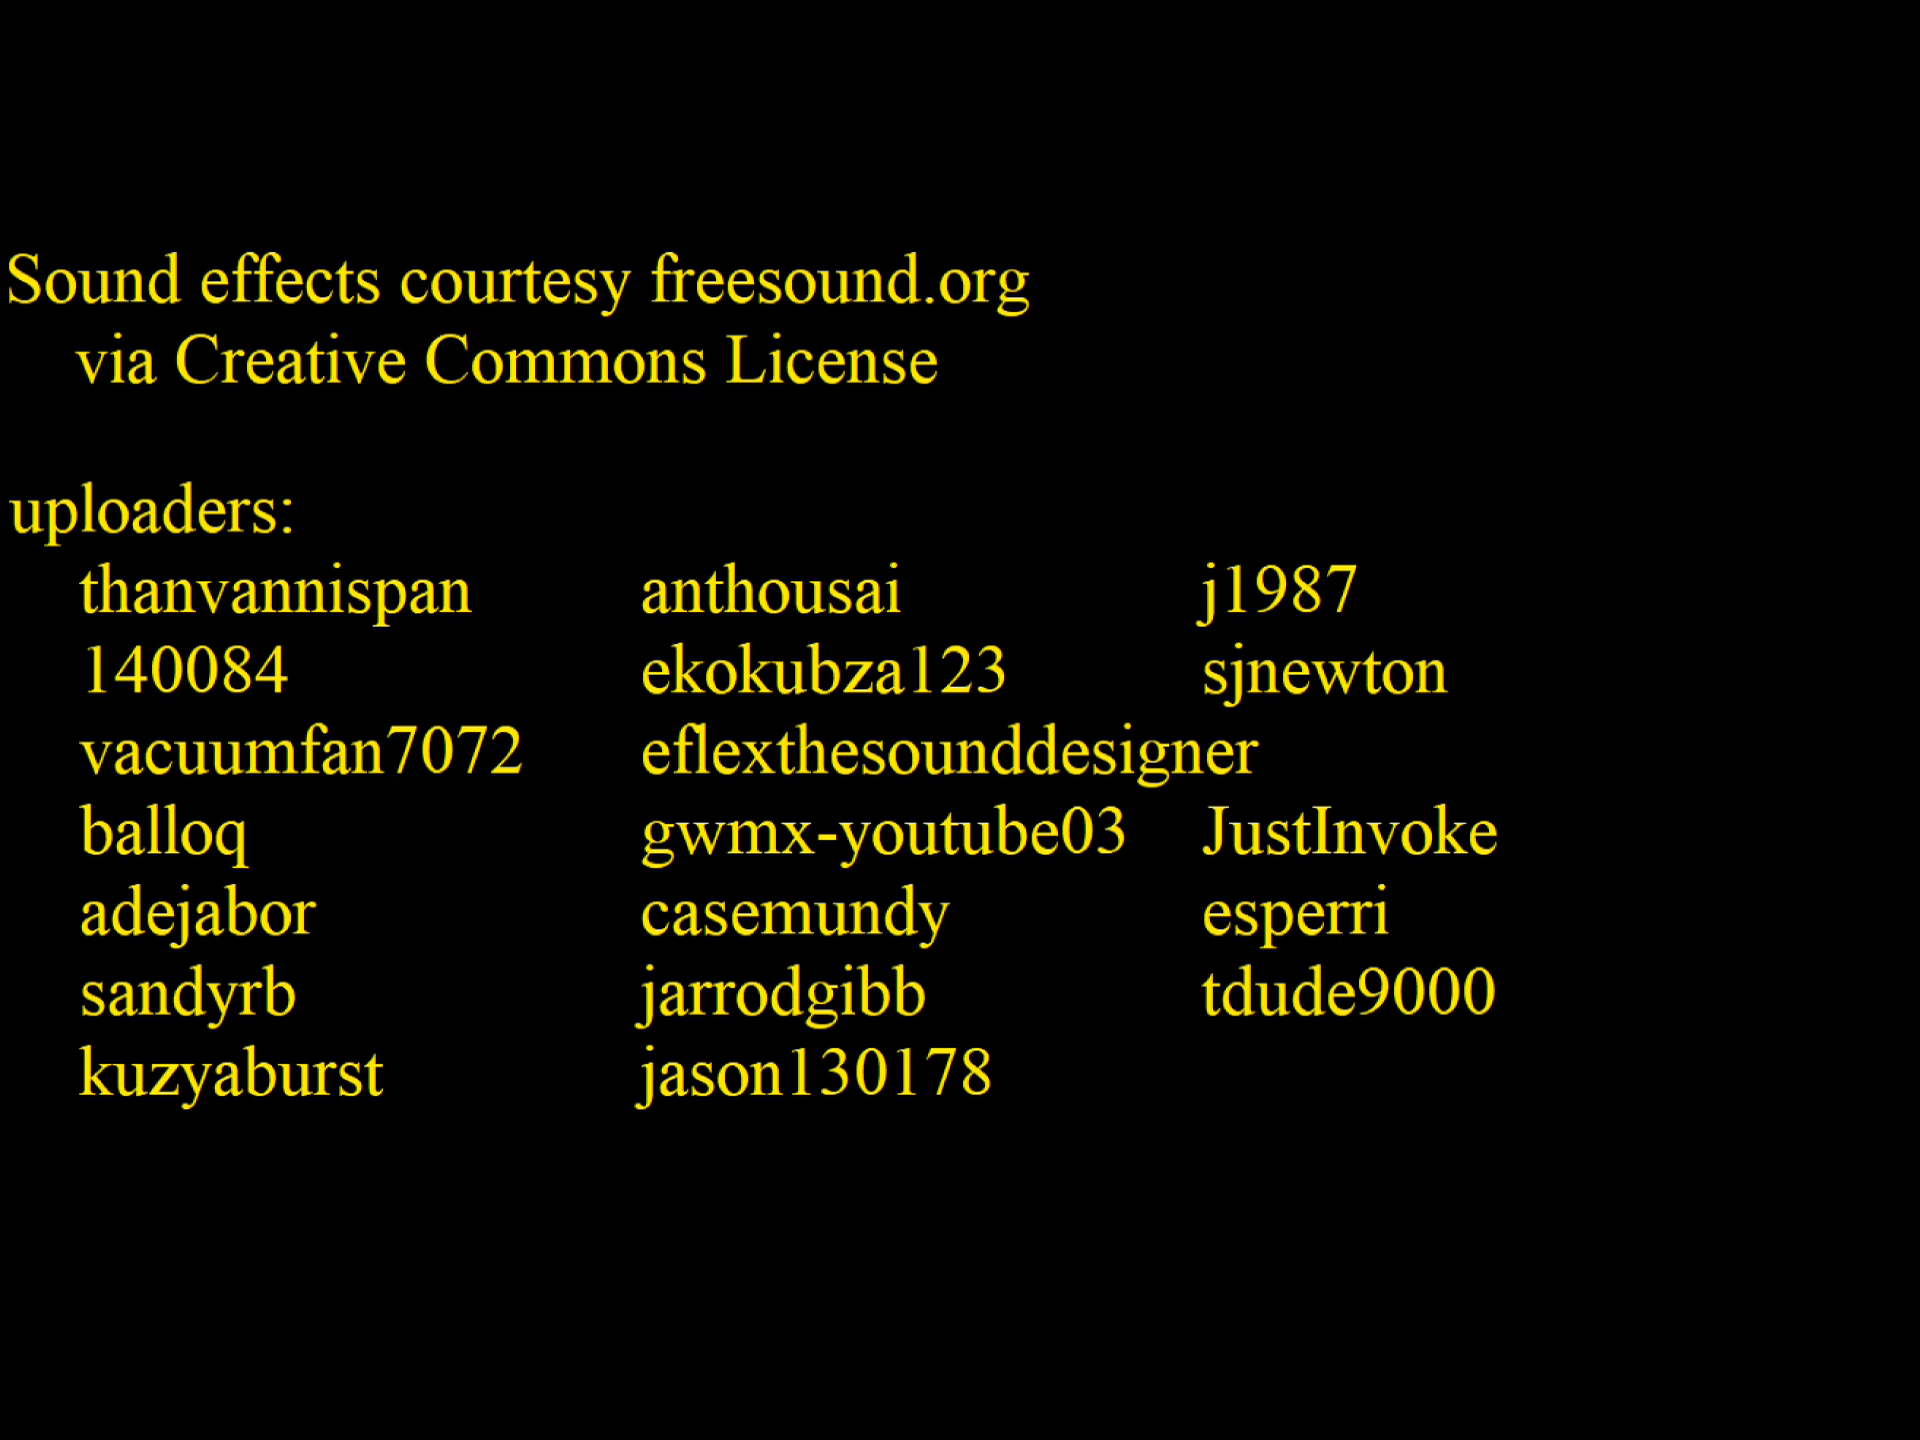 Sound effects courtesy freesound.org
via Creative Commons License
uploaders:
thanvannispan anthousai j1987
140084 ekokubza123 sjnewton
vacuumfan7072 eflexthesounddesigner
balloq gwmx-youtube03 JustInvoke
adejabor casemundy esperri
sandyrb jarrodgibb tdude9000
kuzyaburst jason130178